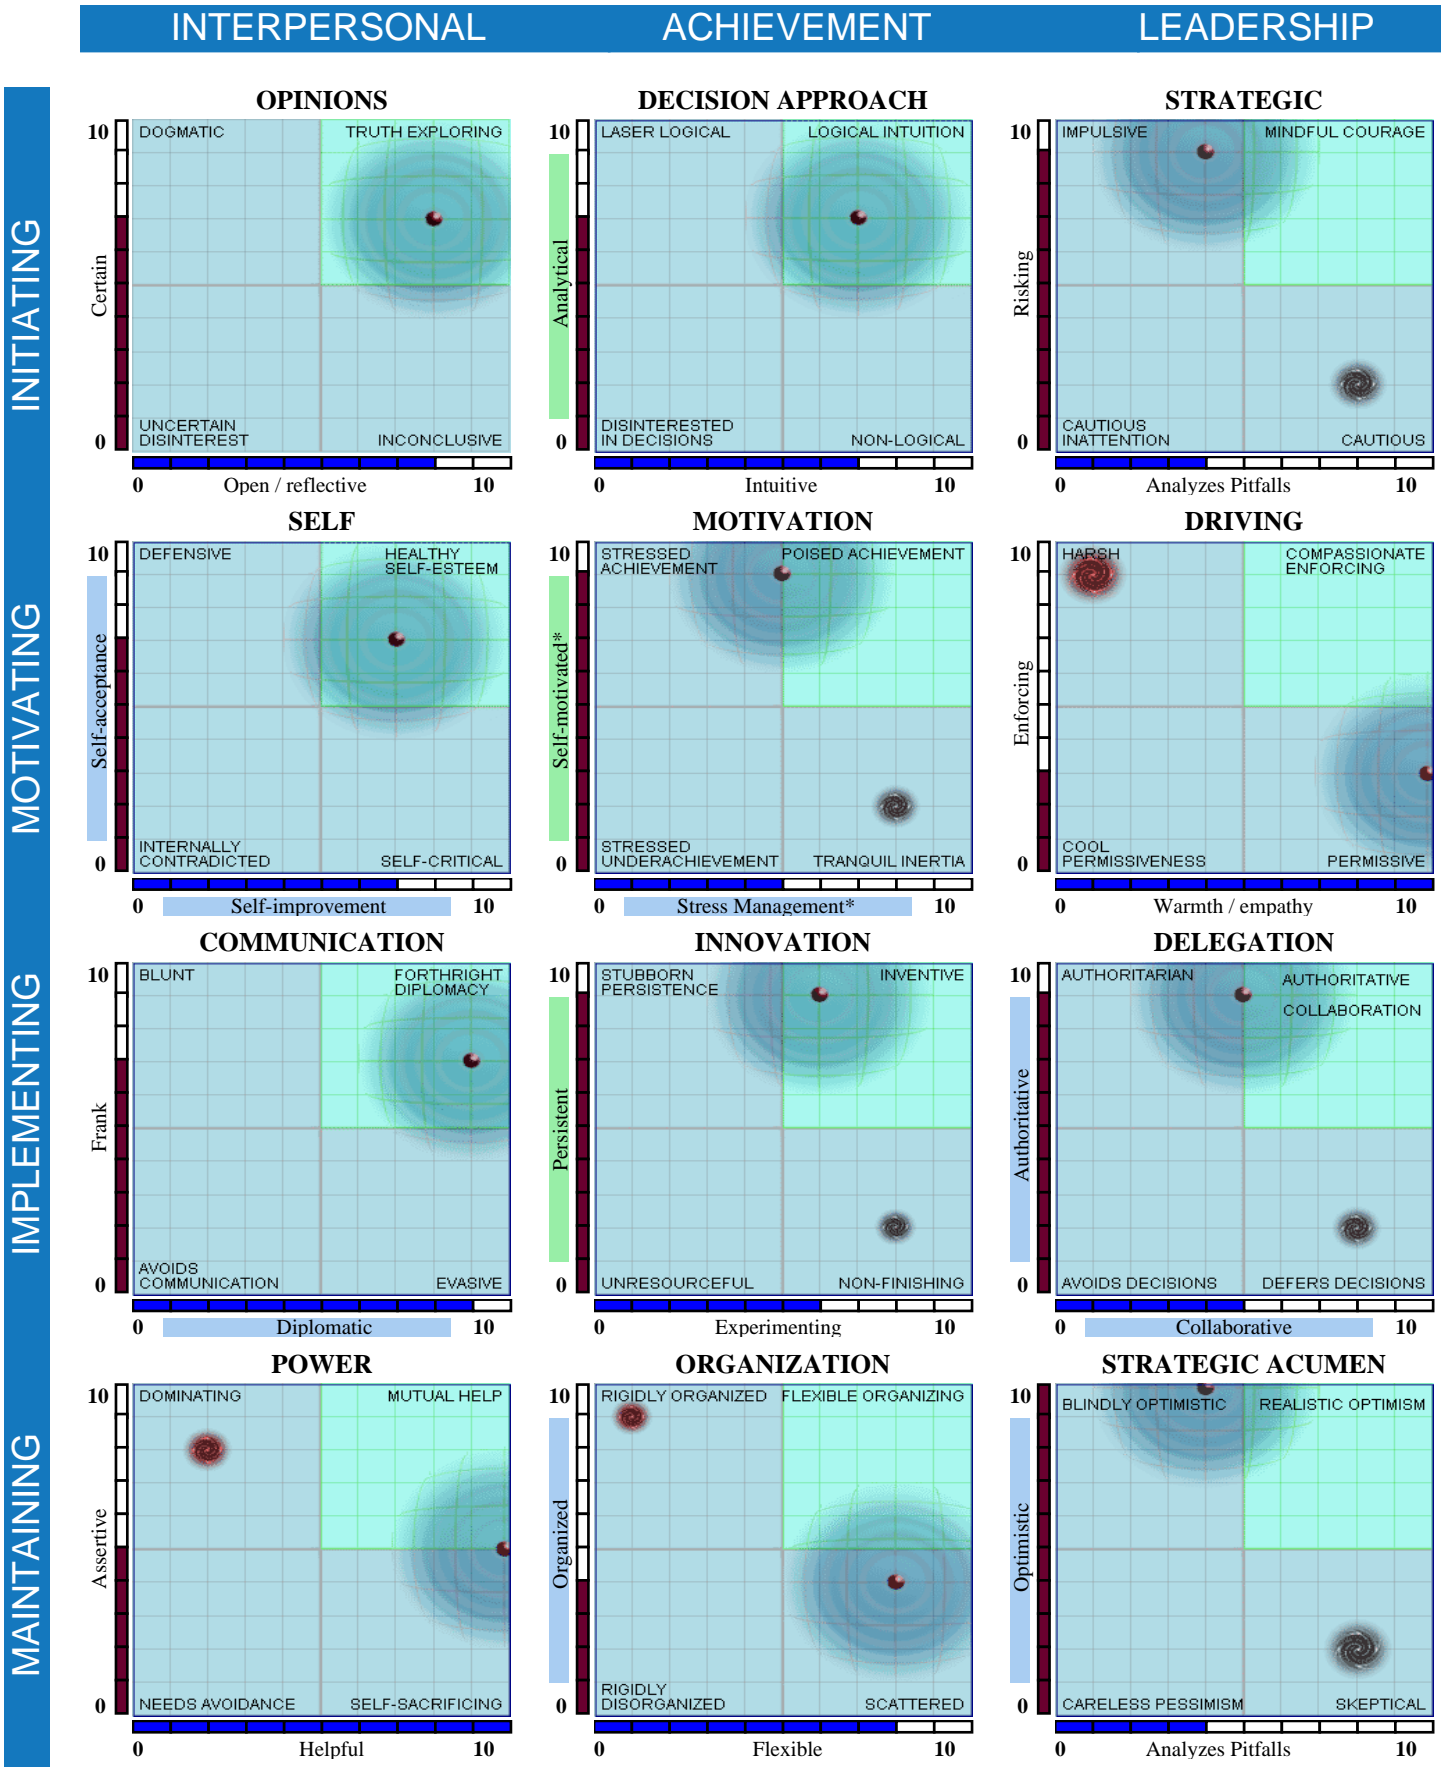 INTERPERSONAL
ACHIEVEMENT
LEADERSHIP
INITIATING
OPINIONS
10
DOGMATIC
TRUTH EXPLORING
Certain
UNCERTAIN
DISINTEREST
INCONCLUSIVE
0
0
Open / reflective
10
DECISION APPROACH
10
LASER LOGICAL
LOGICAL INTUITION
Analytical
DISINTERESTED
IN DECISIONS
NON-LOGICAL
0
0
Intuitive
10
STRATEGIC
10
IMPULSIVE
MINDFUL COURAGE
Risking
CAUTIOUS
INATTENTION
CAUTIOUS
0
0
Analyzes Pitfalls
10
MOTIVATING
SELF
10
DEFENSIVE
HEALTHY
SELF-ESTEEM
Self-acceptance
INTERNALLY
CONTRADICTED
SELF-CRITICAL
0
0
Self-improvement
10
MOTIVATION
10
STRESSED
ACHIEVEMENT
POISED ACHIEVEMENT
Self-motivated*
STRESSED
UNDERACHIEVEMENT
TRANQUIL INERTIA
0
0
Stress Management*
10
DRIVING
10
HARSH
COMPASSIONATE
ENFORCING
Enforcing
COOL
PERMISSIVENESS
PERMISSIVE
0
0
Warmth / empathy
10
IMPLEMENTING
COMMUNICATION
10
BLUNT
FORTHRIGHT
DIPLOMACY
Frank
AVOIDS
COMMUNICATION
EVASIVE
0
0
Diplomatic
10
INNOVATION
10
STUBBORN
PERSISTENCE
INVENTIVE
Persistent
UNRESOURCEFUL
NON-FINISHING
0
0
Experimenting
10
DELEGATION
10
AUTHORITARIAN
AUTHORITATIVE
COLLABORATION
Authoritative
AVOIDS DECISIONS
DEFERS DECISIONS
0
0
Collaborative
10
MAINTAINING
POWER
10
DOMINATING
MUTUAL HELP
Assertive
NEEDS AVOIDANCE
SELF-SACRIFICING
0
0
Helpful
10
ORGANIZATION
10
RIGIDLY ORGANIZED
FLEXIBLE ORGANIZING
Organized
RIGIDLY
DISORGANIZED
SCATTERED
0
0
Flexible
10
STRATEGIC ACUMEN
10
BLINDLY OPTIMISTIC
REALISTIC OPTIMISM
Optimistic
CARELESS PESSIMISM
SKEPTICAL
0
0
Analyzes Pitfalls
10